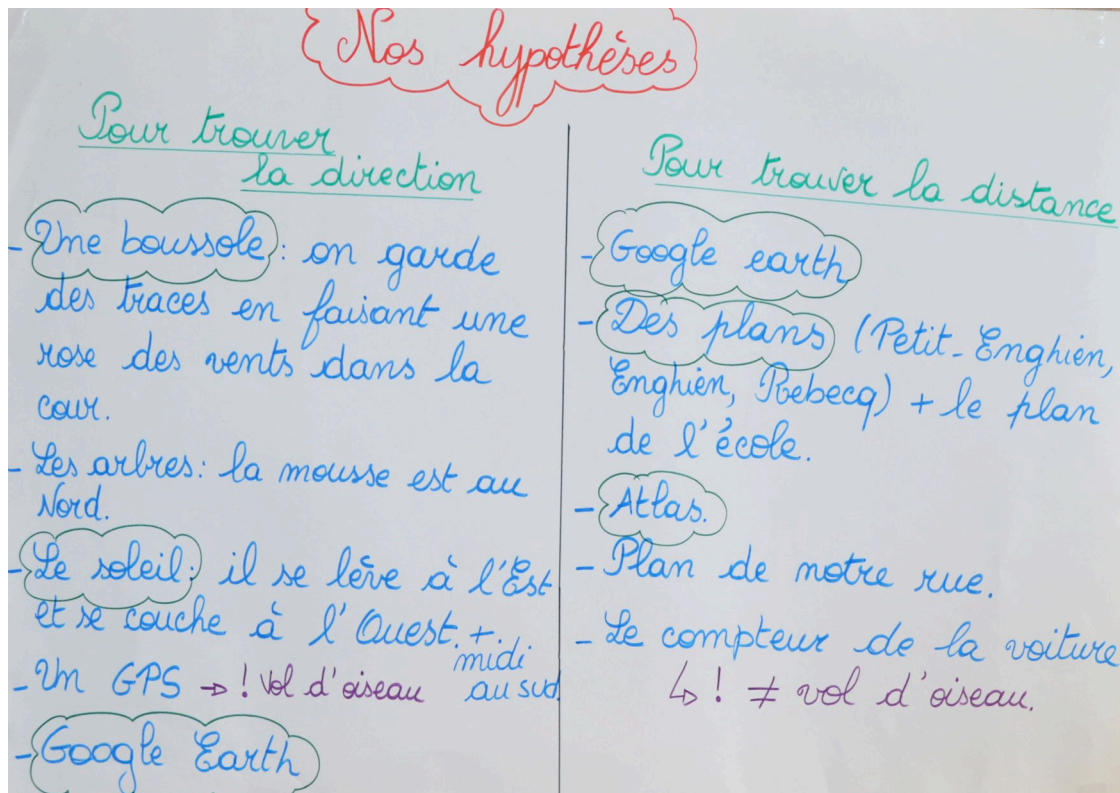 Nos hypothèses
Pour trouver
la direction
- Une boussole : on garde
des traces en faisant une
rose des vents dans la
cour.
- Les arbres : la mousse est au
Nord.
- Le soleil : il se lève à l'Est
et se couche à l'Ouest. + midi
au sud.
- Un GPS → ! Vol d'oiseau
- Google Earth
Pour trouver la distance
- Google earth
- Des plans (Petit-Enghien,
Enghien, Rebecq) + le plan
de l'école.
- Atlas.
- Plan de notre rue.
- Le compteur de la voiture
↳ ! ≠ vol d'oiseau.